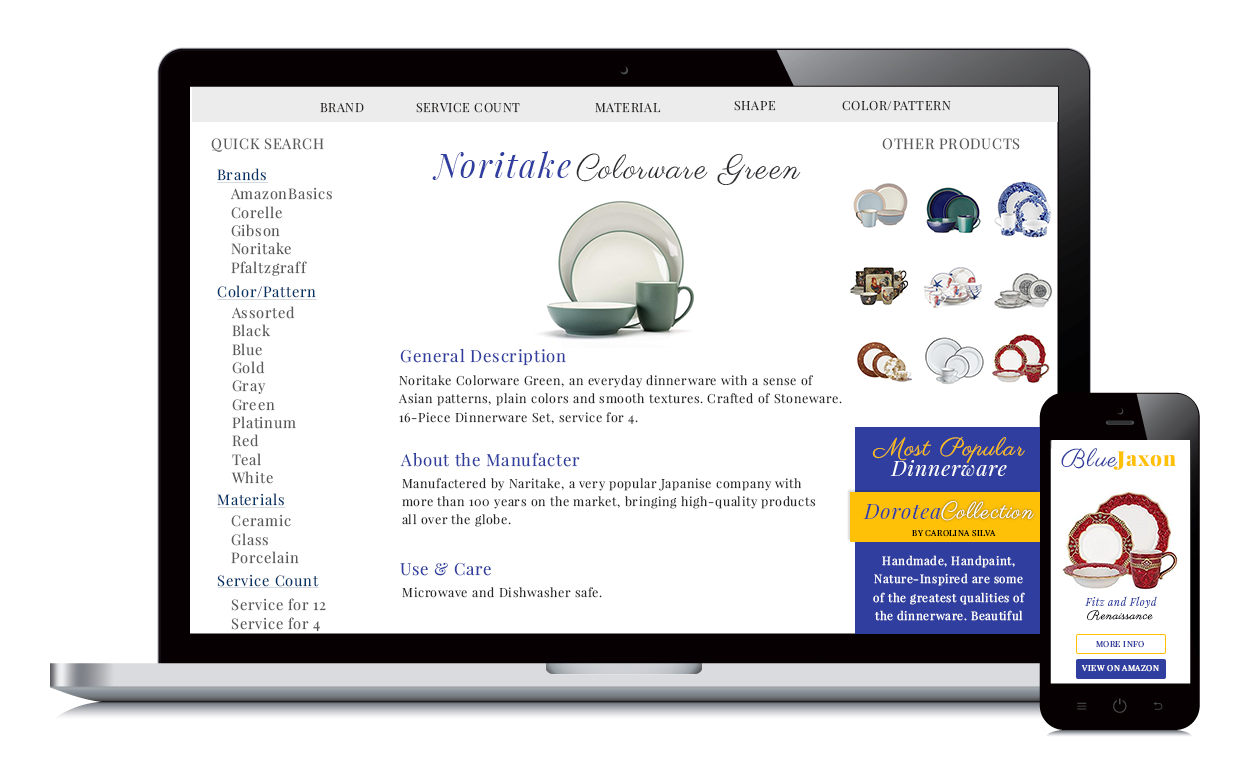 BRAND SERVICE COUNT MATERIAL SHAPE COLOR/PATTERN
QUICK SEARCH
Brands
AmazonBasics
Corelle
Gibson
Noritake
Pfaltzgraff
Color/Pattern
Assorted
Black
Blue
Gold
Gray
Green
Platinum
Red
Teal
White
Materials
Ceramic
Glass
Porcelain
Service Count
Service for 12
Service for 4
Noritake Colorware Green
General Description
Noritake Colorware Green, an everyday dinnerware with a sense of
Asian patterns, plain colors and smooth textures. Crafted of Stoneware.
16-Piece Dinnerware Set, service for 4.
About the Manufacter
Manufactered by Naritake, a very popular Japanise company with
more than 100 years on the market, bringing high-quality products
all over the globe.
Use & Care
Microwave and Dishwasher safe.
OTHER PRODUCTS
Most Popular
Dinnerware
Dorotea Collection
BY CAROLINA SILVA
Handmade, Handpaint,
Nature-Inspired are some
of the greatest qualities of
the dinnerware. Beautiful
BlueJaxon
Fitz and Floyd
Renaissance
MORE INFO
VIEW ON AMAZON